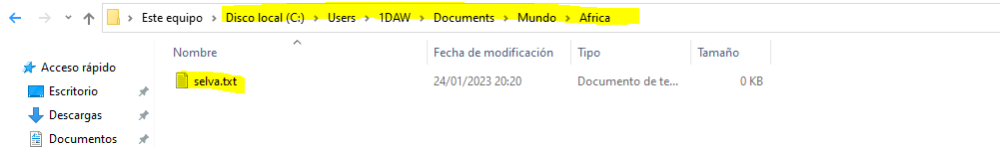 Este equipo > Disco local (C:) > Users > 1DAW > Documents > Mundo > Africa
Nombre Fecha de modificación Tipo Tamaño
Acceso rápido
selva.txt 24/01/2023 20:20 Documento de te... 0 KB
Escritorio
Descargas
Documentos